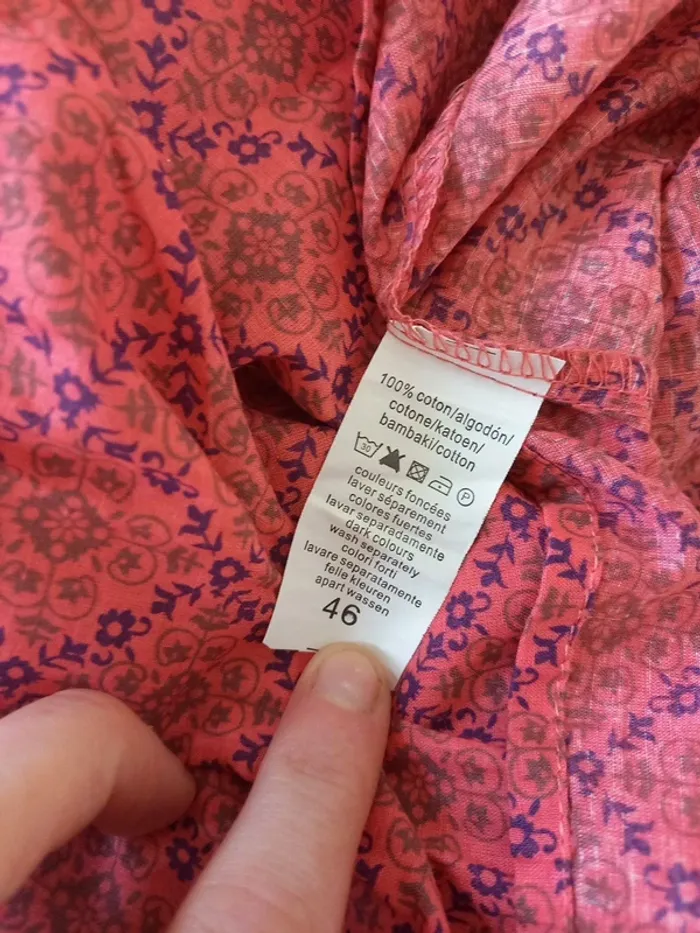 100% coton/algodón/
cotone/katoen/
bambaki/cotton
30 P
couleurs foncées
laver séparement
colores fuertes
lavar separadamente
dark colours
wash separately
colori forti
lavare separatamente
felle kleuren
apart wassen
46